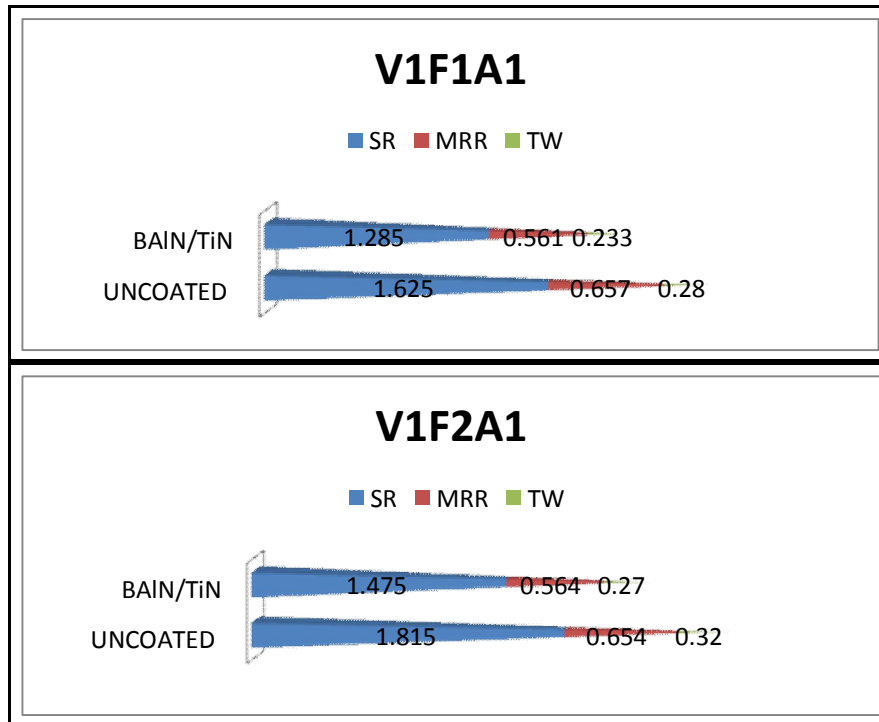 V1F1A1
SR MRR TW
BAlN/TiN 1.285 0.561 0.233
UNCOATED 1.625 0.657 0.28
V1F2A1
SR MRR TW
BAlN/TiN 1.475 0.564 0.27
UNCOATED 1.815 0.654 0.32